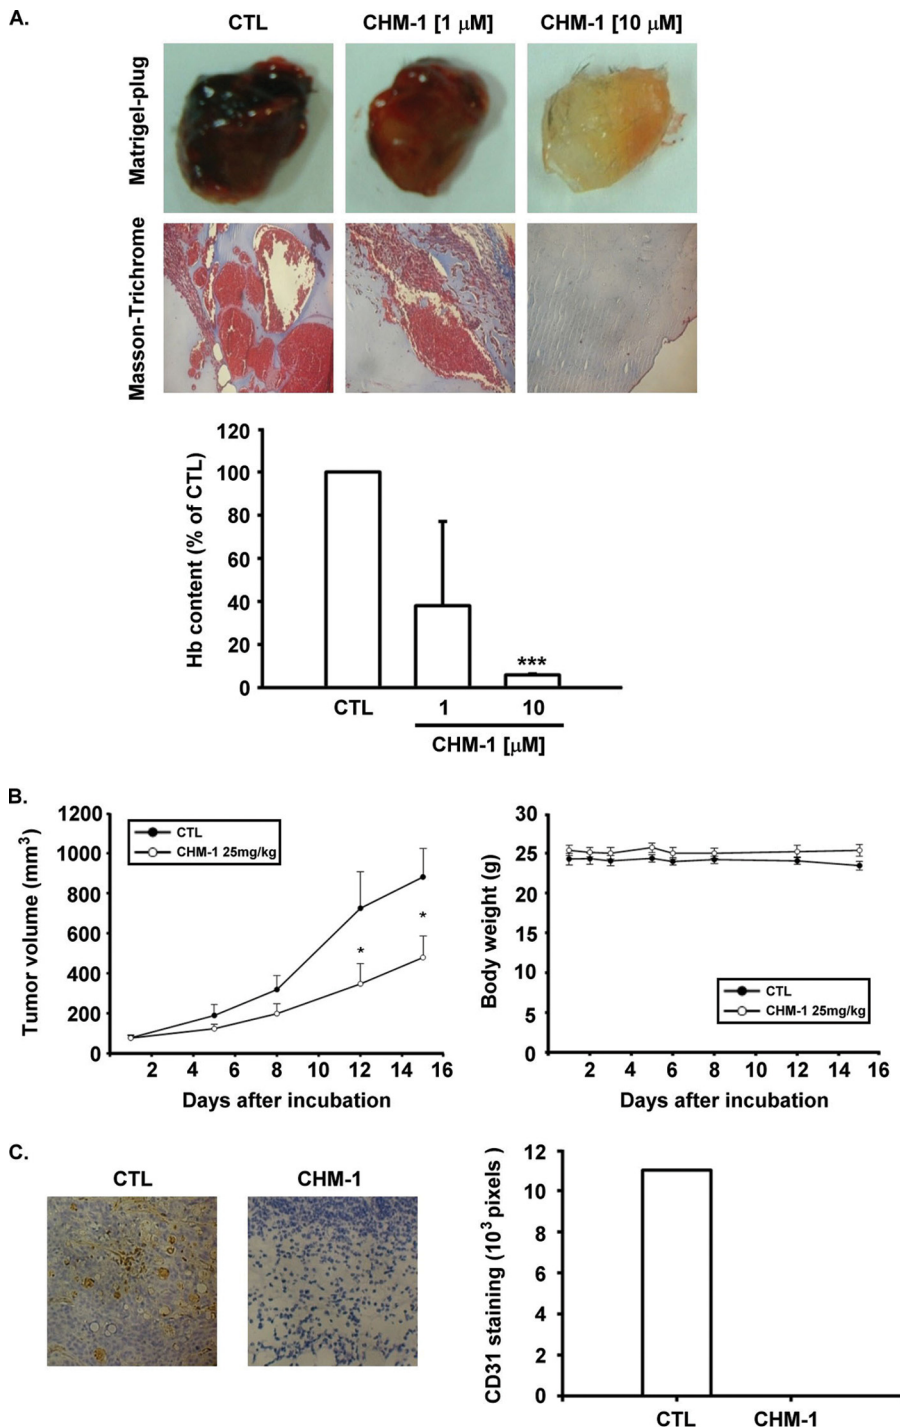 A.
CTL
CHM-1 [1 μM]
CHM-1 [10 μM]
Matrigel-plug
Masson-Trichrome
Hb content (% of CTL)
120
100
80
60
40
20
0
***
CTL
1
10
CHM-1 [μM]
B.
Tumor volume (mm3)
1200
1000
800
600
400
200
0
CTL
CHM-1 25mg/kg
*
*
2 4 6 8 10 12 14 16
Days after incubation
Body weight (g)
30
25
20
15
10
5
0
CTL
CHM-1 25mg/kg
2 4 6 8 10 12 14 16
Days after incubation
C.
CTL
CHM-1
CD31 staining (103 pixels )
12
10
8
6
4
2
0
CTL
CHM-1